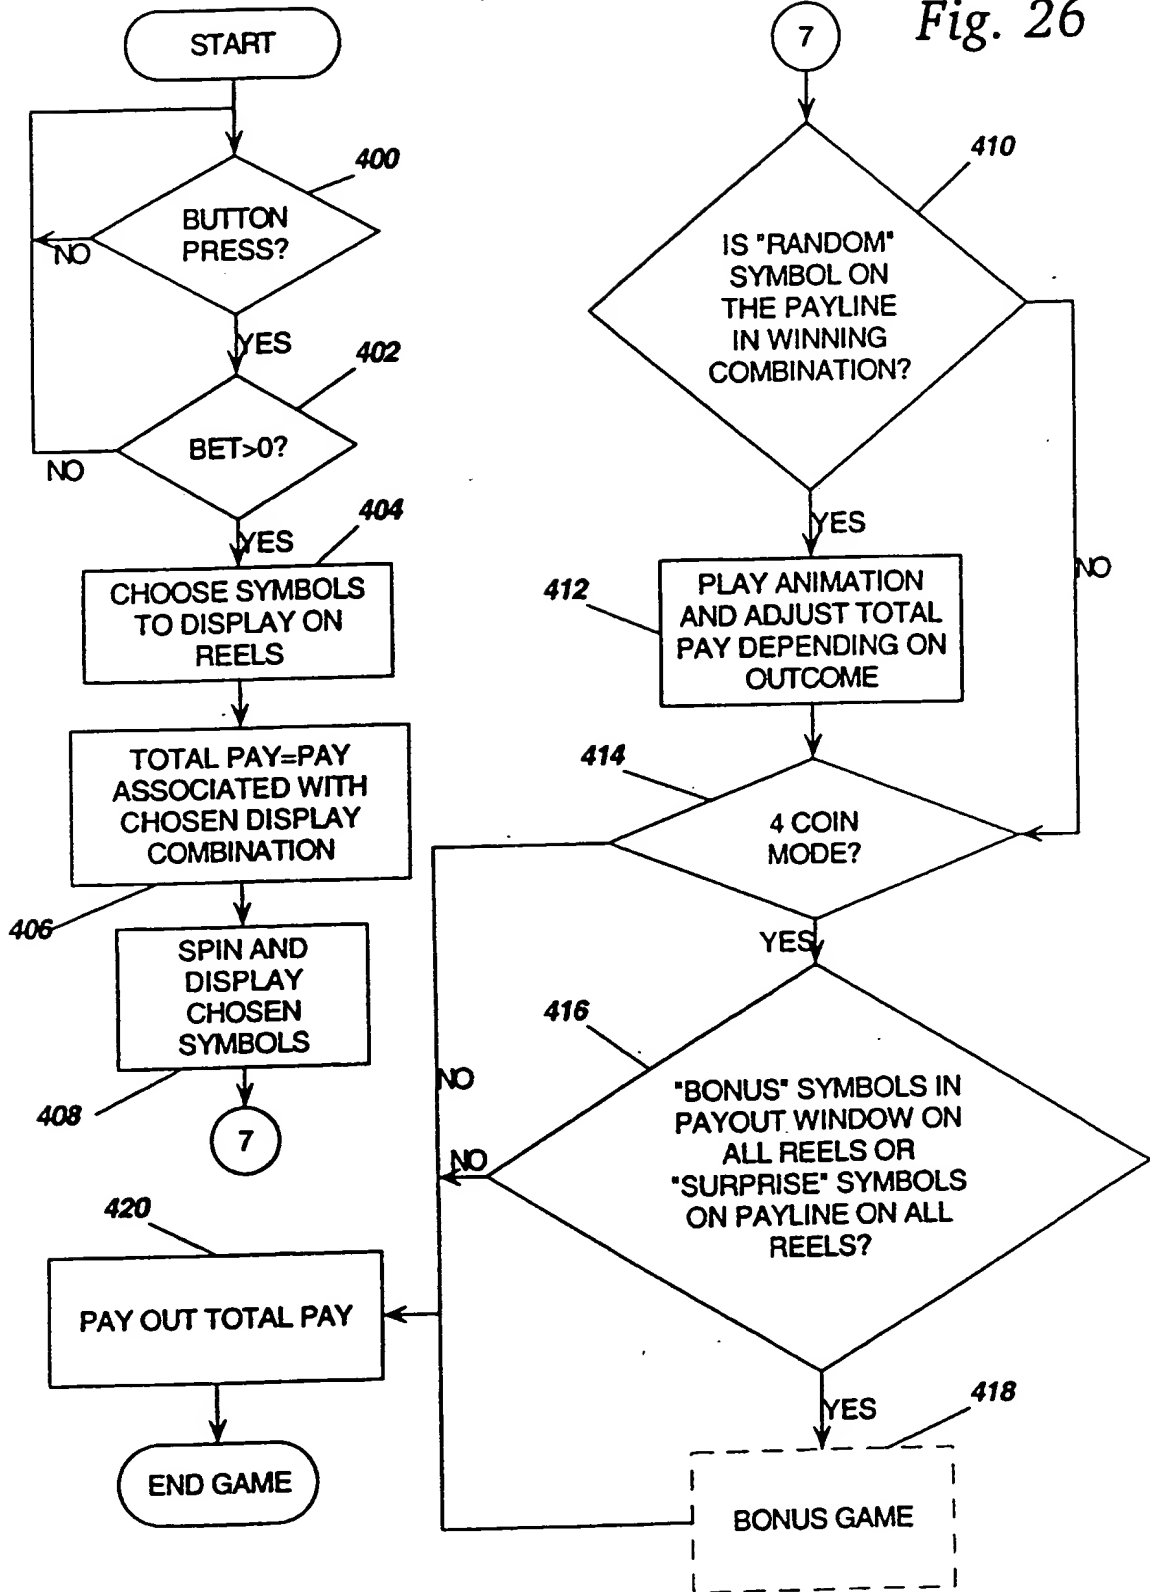 Fig. 26
START
400
BUTTON
PRESS?
NO
YES
402
BET>0?
NO
YES
404
CHOOSE SYMBOLS
TO DISPLAY ON
REELS
TOTAL PAY=PAY
ASSOCIATED WITH
CHOSEN DISPLAY
COMBINATION
406
SPIN AND
DISPLAY
CHOSEN
SYMBOLS
408
7
7
410
IS "RANDOM"
SYMBOL ON
THE PAYLINE
IN WINNING
COMBINATION?
YES
NO
412
PLAY ANIMATION
AND ADJUST TOTAL
PAY DEPENDING ON
OUTCOME
414
4 COIN
MODE?
YES
NO
416
"BONUS" SYMBOLS IN
PAYOUT WINDOW ON
ALL REELS OR
"SURPRISE" SYMBOLS
ON PAYLINE ON ALL
REELS?
NO
YES
418
BONUS GAME
420
PAY OUT TOTAL PAY
END GAME